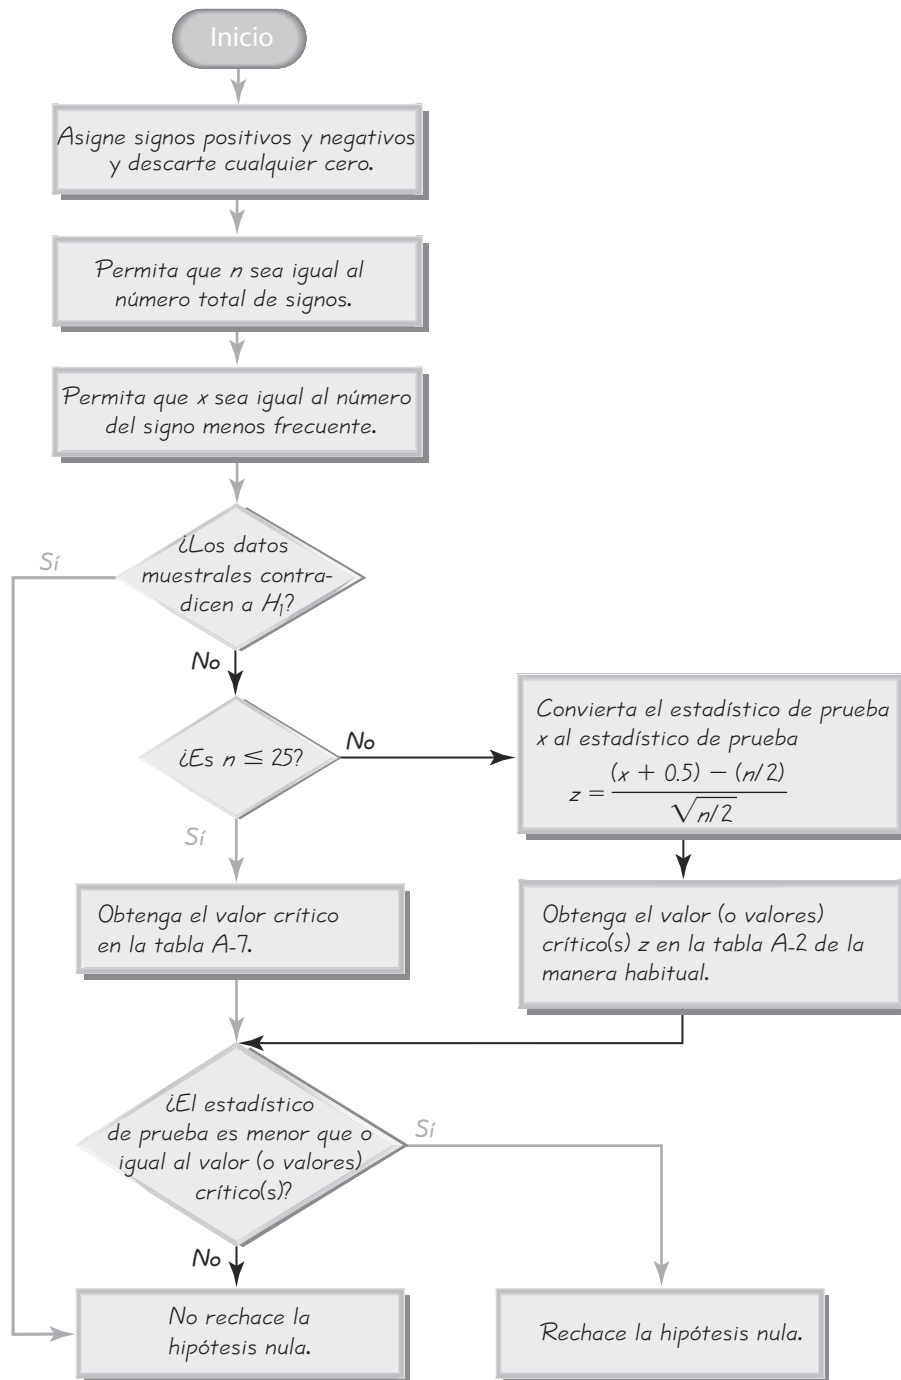 Inicio
Asigne signos positivos y negativos
y descarte cualquier cero.
Permita que n sea igual al
número total de signos.
Permita que x sea igual al número
del signo menos frecuente.
¿Los datos
muestrales contra-
dicen a H₁?
Sí
No
¿Es n ≤ 25?
No
Sí
Convierta el estadístico de prueba
x al estadístico de prueba
z = (x + 0.5) − (n/2) / √n/2
Obtenga el valor crítico
en la tabla A-7.
Obtenga el valor (o valores)
crítico(s) z en la tabla A-2 de la
manera habitual.
¿El estadístico
de prueba es menor que o
igual al valor (o valores)
crítico(s)?
Sí
No
No rechace la
hipótesis nula.
Rechace la hipótesis nula.